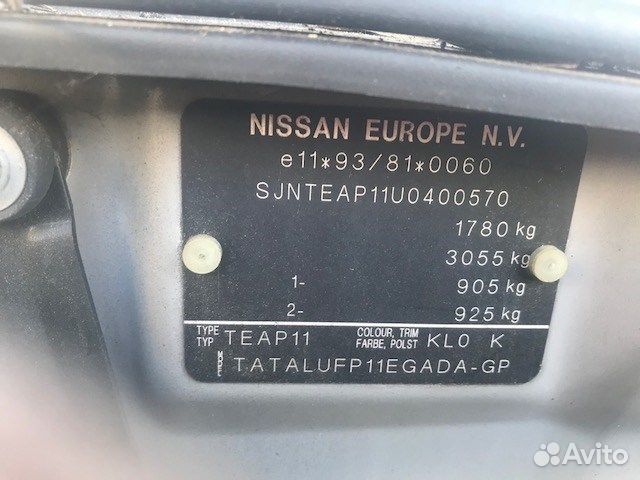 NISSAN EUROPE N.V.
e11*93/81*0060
SJNTEAP11U0400570
1780 kg
3055 kg
1- 905 kg
2- 925 kg
TYPE TYP TEAP11 COLOUR, TRIM FARBE, POLST KL0 K
TATALUFP11EGADA-GP
Avito